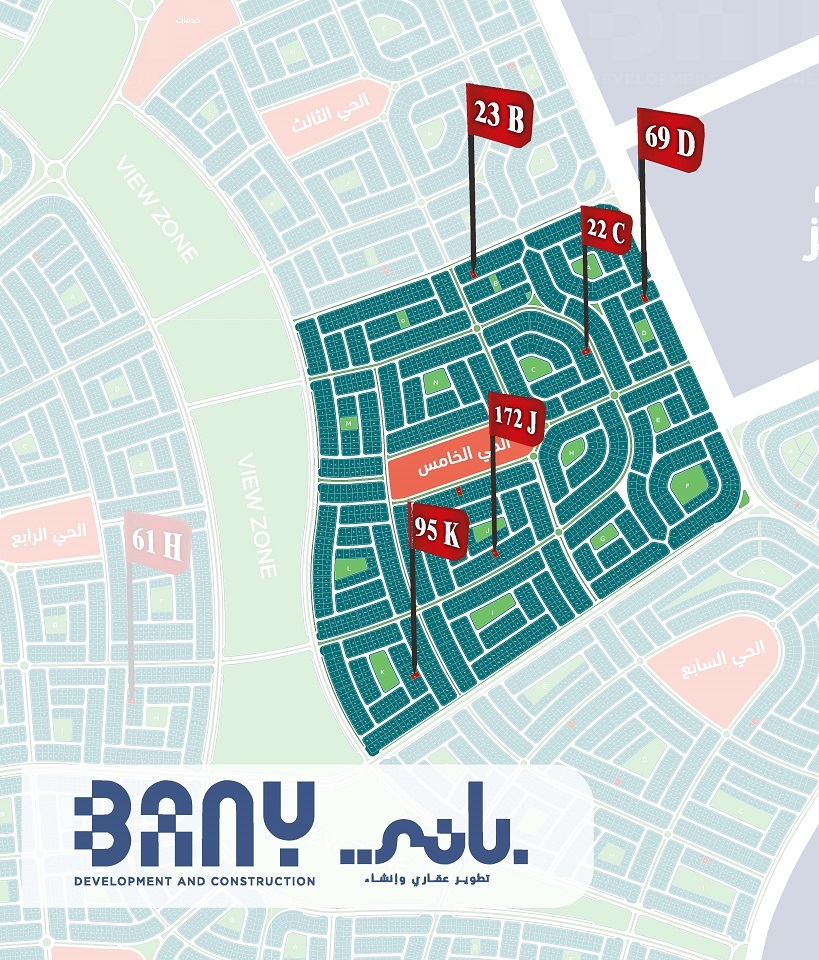 خدمات
الحي الثالث
VIEW ZONE
VIEW ZONE
23 B
69 D
22 C
172 J
95 K
61 H
الحي الخامس
الحي الرابع
الحي السابع
B
A
D
C
N
M
H
E
F
G
J
L
I
K
BANY
DEVELOPMENT AND CONSTRUCTION
باني..
تطوير عقاري وإنشاء